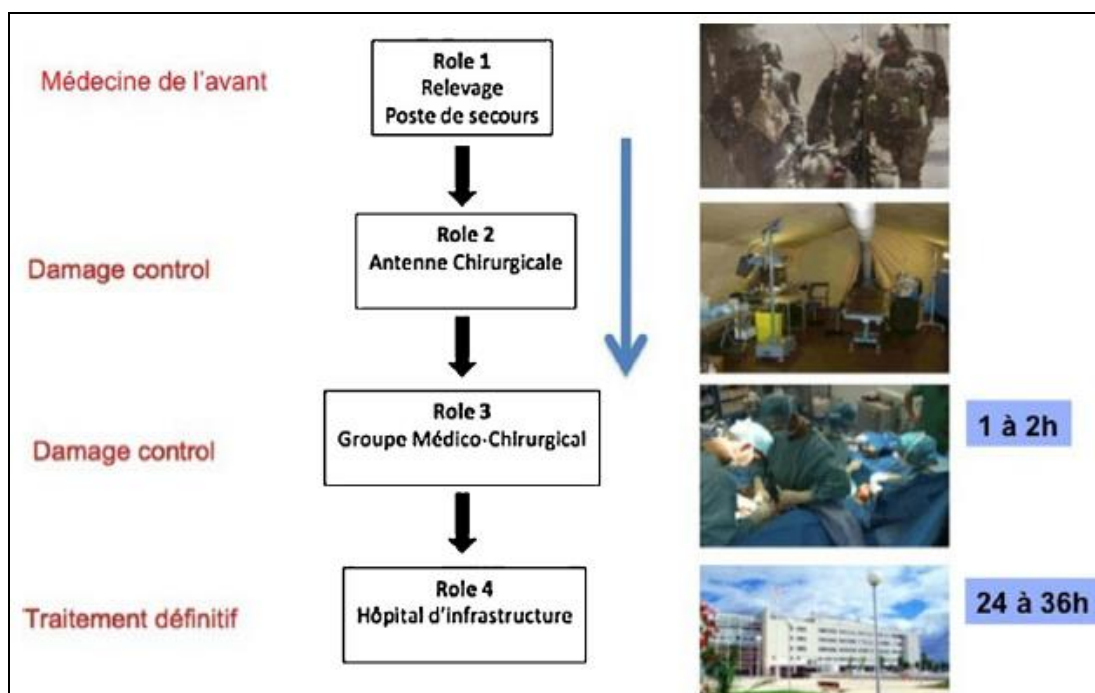 Médecine de l'avant
Role 1
Relevage
Poste de secours
Damage control
Role 2
Antenne Chirurgicale
Damage control
Role 3
Groupe Médico-Chirurgical
1 à 2h
Traitement définitif
Role 4
Hôpital d'infrastructure
24 à 36h